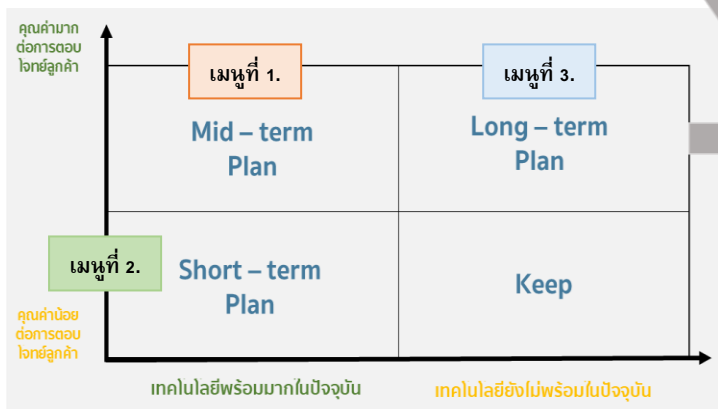 คุณค่ามาก
ต่อการตอบ
โจทย์ลูกค้า
เมนูที่ 1.
เมนูที่ 3.
Mid – term
Plan
Long – term
Plan
เมนูที่ 2.
Short – term
Plan
Keep
คุณค่าน้อย
ต่อการตอบ
โจทย์ลูกค้า
เทคโนโลยีพร้อมมากในปัจจุบัน
เทคโนโลยียังไม่พร้อมในปัจจุบัน